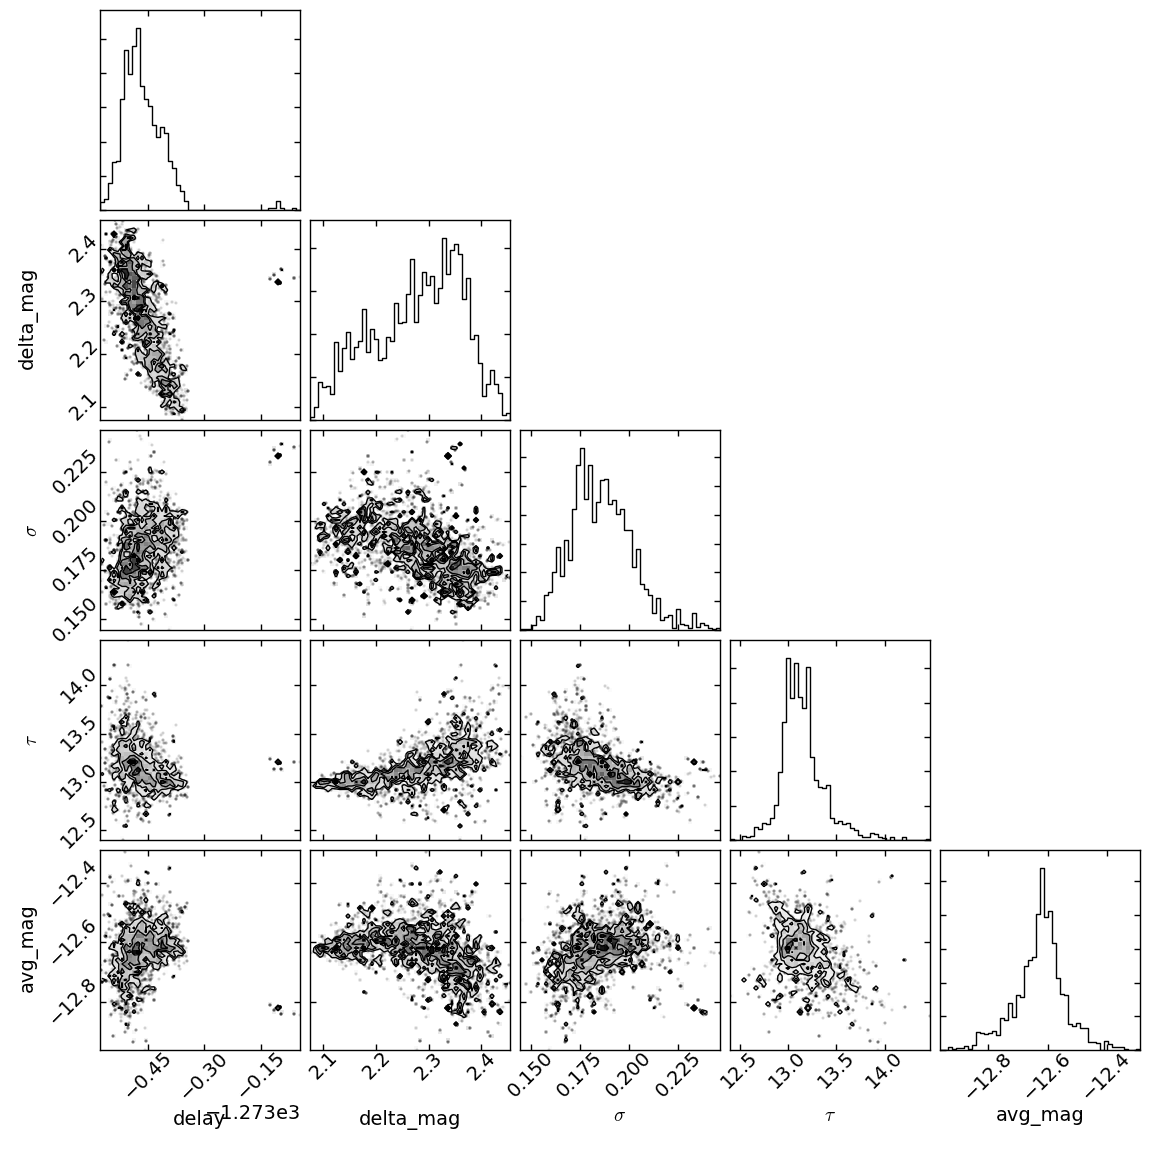 2.4
2.3
2.2
2.1
delta_mag
0.225
0.200
0.175
0.150
σ
14.0
13.5
13.0
12.5
τ
−12.4
−12.6
−12.8
avg_mag
−0.45 −0.30 −0.15
−1.273e3
delay
2.1 2.2 2.3 2.4
delta_mag
0.150 0.175 0.200 0.225
σ
12.5 13.0 13.5 14.0
τ
−12.8 −12.6 −12.4
avg_mag